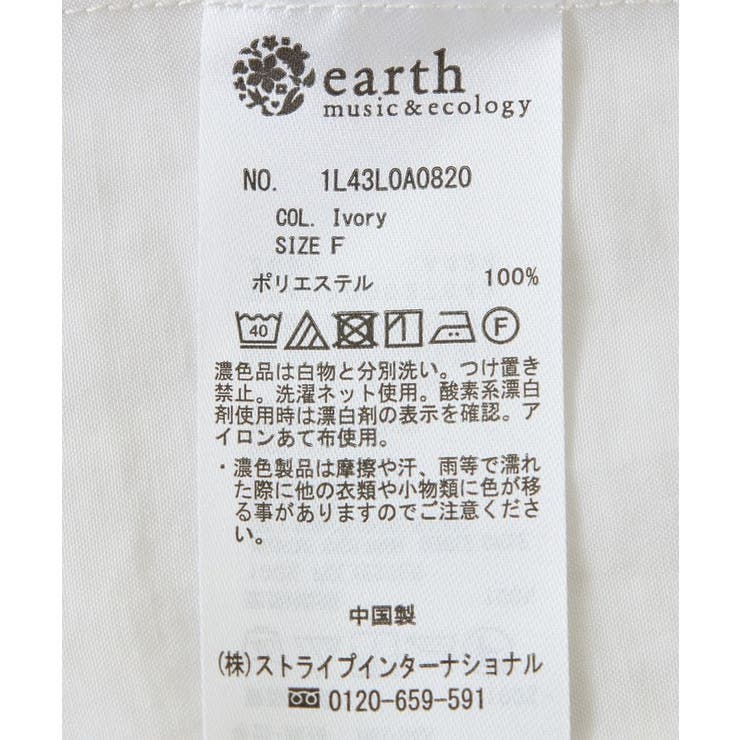 earth
music&ecology
NO. 1L43L0A0820
COL. Ivory
SIZE F
ポリエステル 100%
40 F
濃色品は白物と分別洗い。つけ置き
禁止。洗濯ネット使用。酸素系漂白
剤使用時は漂白剤の表示を確認。ア
イロンあて布使用。
・濃色製品は摩擦や汗、雨等で濡れ
た際に他の衣類や小物類に色が移
る事がありますのでご注意くださ
い。
中国製
(株)ストライプインターナショナル
0120-659-591